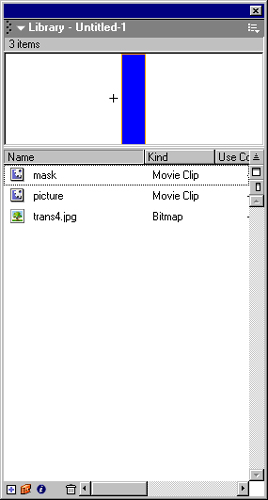 Library - Untitled-1
3 items
Name Kind Use Co
mask Movie Clip
picture Movie Clip
trans4.jpg Bitmap